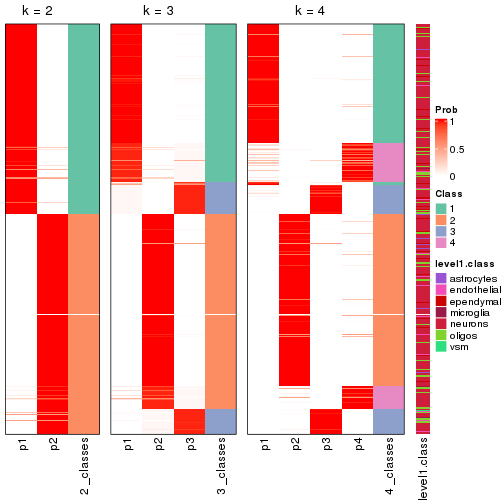 k = 2
k = 3
k = 4
p1
p2
2_classes
p1
p2
p3
3_classes
p1
p2
p3
p4
4_classes
level1.class
Prob
1
0.5
0
Class
1
2
3
4
level1.class
astrocytes
endothelial
ependymal
microglia
neurons
oligos
vsm